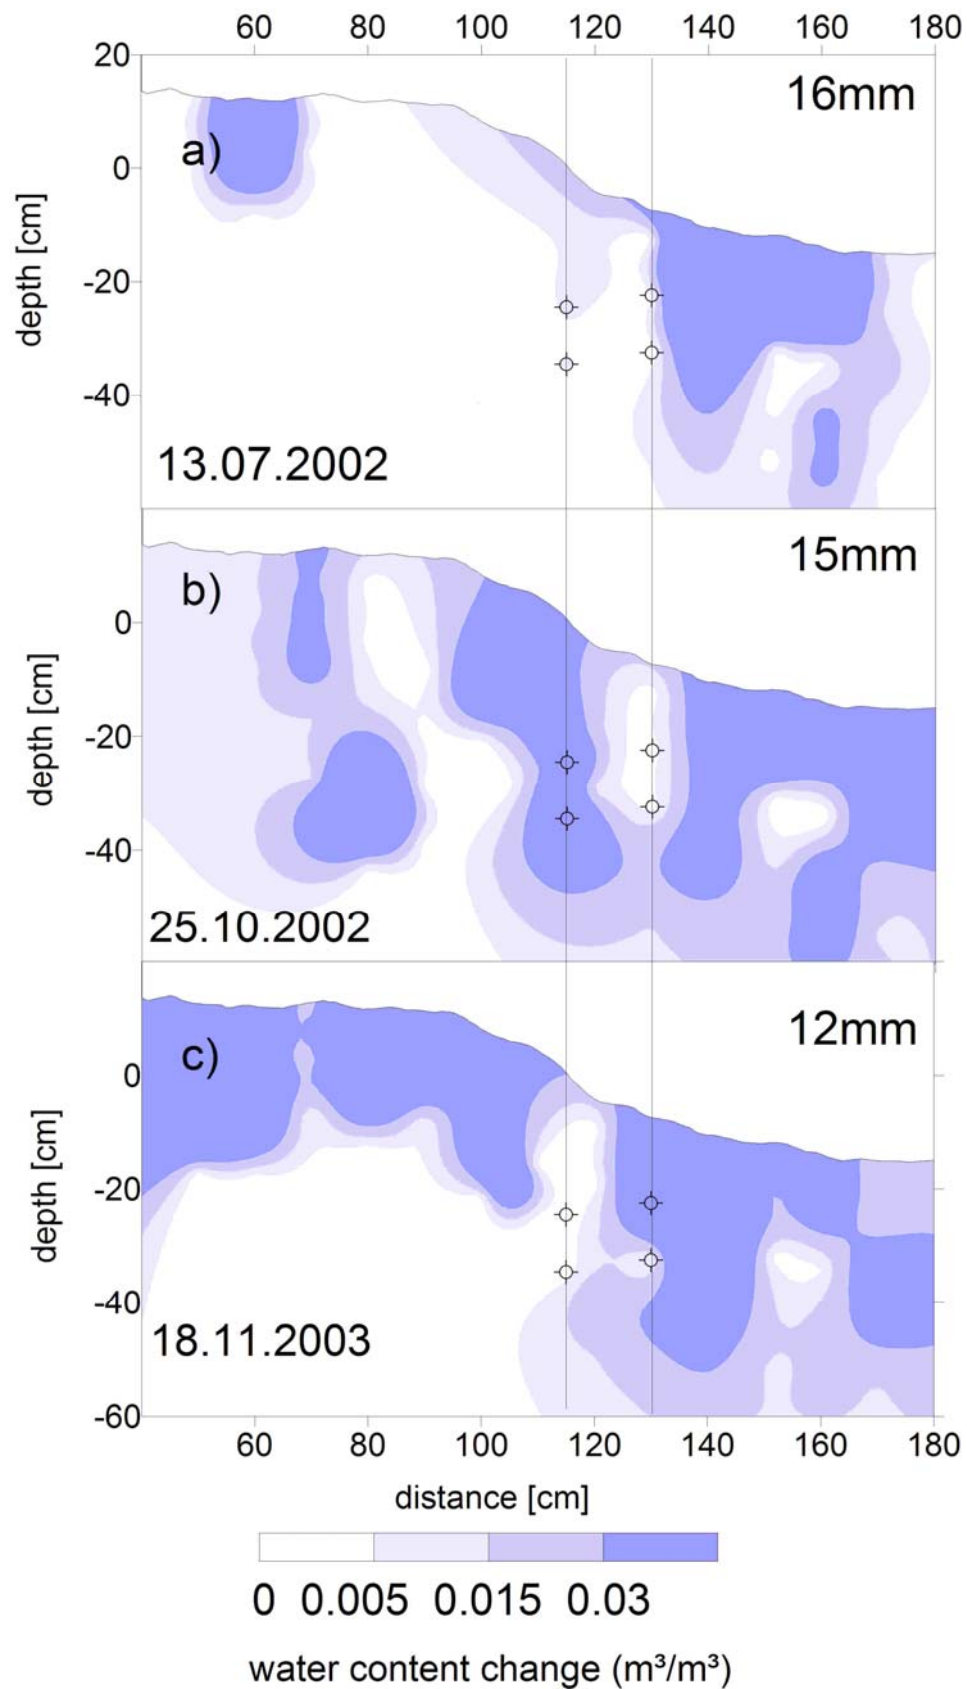 60 80 100 120 140 160 180
20
16mm
a)
0
-20
-40
depth [cm]
13.07.2002
15mm
b)
0
-20
-40
depth [cm]
25.10.2002
12mm
c)
0
-20
-40
-60
depth [cm]
18.11.2003
60 80 100 120 140 160 180
distance [cm]
0 0.005 0.015 0.03
water content change (m³/m³)